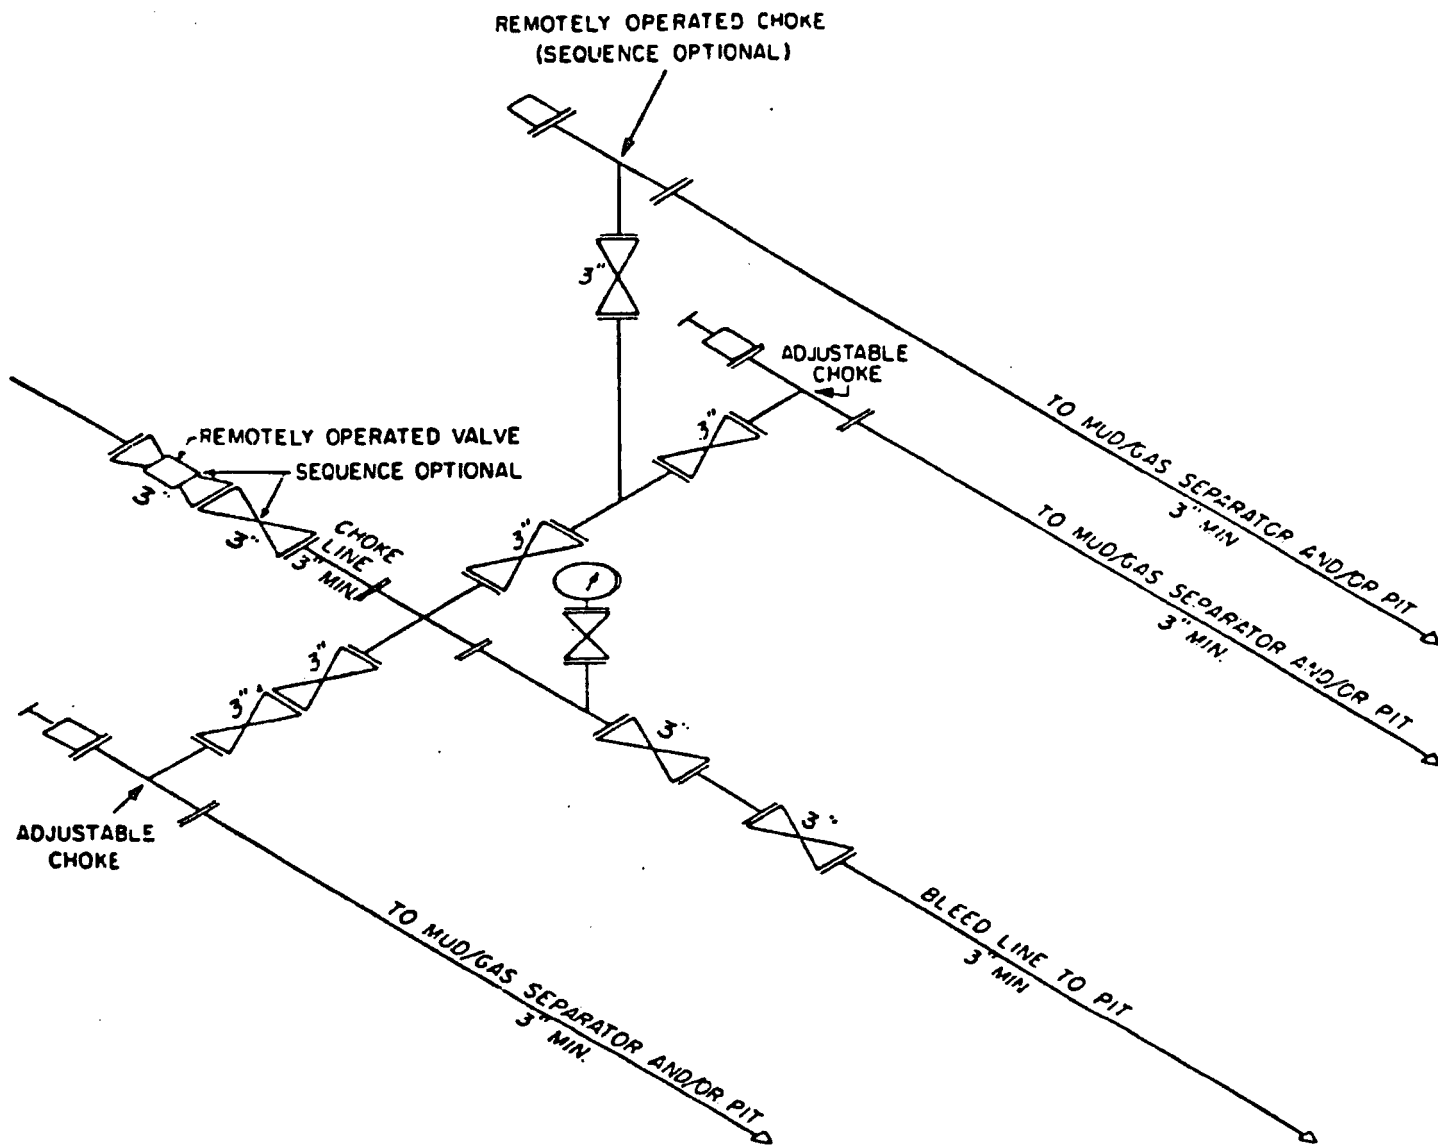 REMOTELY OPERATED CHOKE
(SEQUENCE OPTIONAL)
3"
ADJUSTABLE
CHOKE
3"
TO MUD/GAS SEPARATOR AND/OR PIT
3" MIN
REMOTELY OPERATED VALVE
SEQUENCE OPTIONAL
3"
3"
CHOKE
LINE
3" MIN.
3"
TO MUD/GAS SEPARATOR AND/OR PIT
3" MIN.
3"
3"
3"
3"
ADJUSTABLE
CHOKE
BLEED LINE TO PIT
3" MIN
TO MUD/GAS SEPARATOR AND/OR PIT
3" MIN.